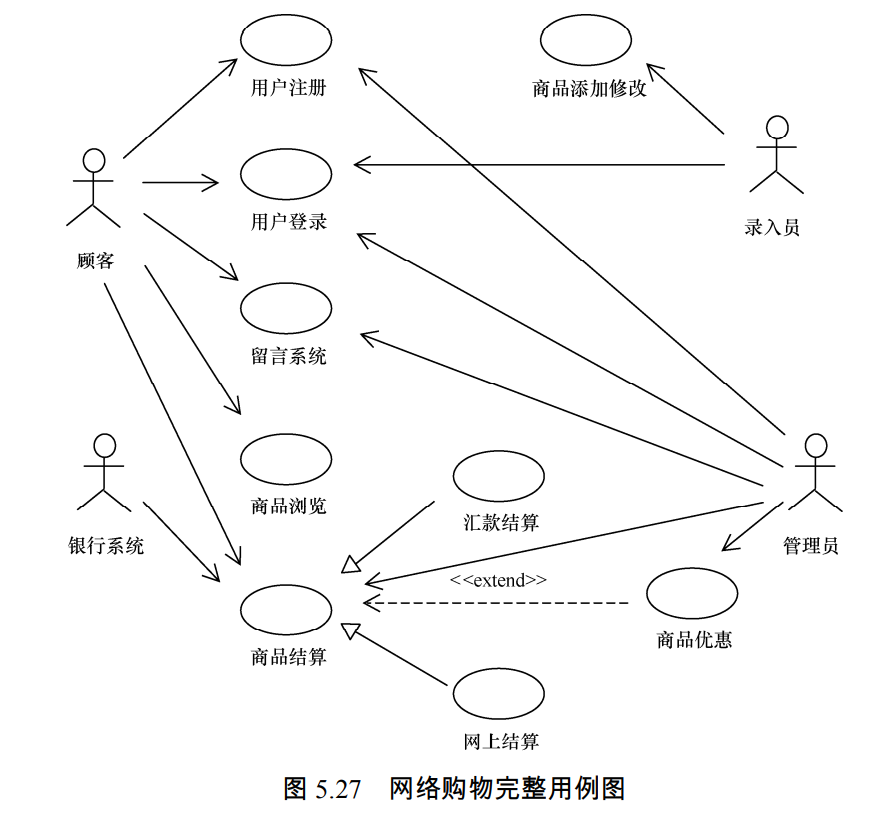 用户注册
商品添加修改
用户登录
录入员
顾客
留言系统
商品浏览
汇款结算
银行系统
管理员
<<extend>>
商品优惠
商品结算
网上结算
图 5.27 网络购物完整用例图